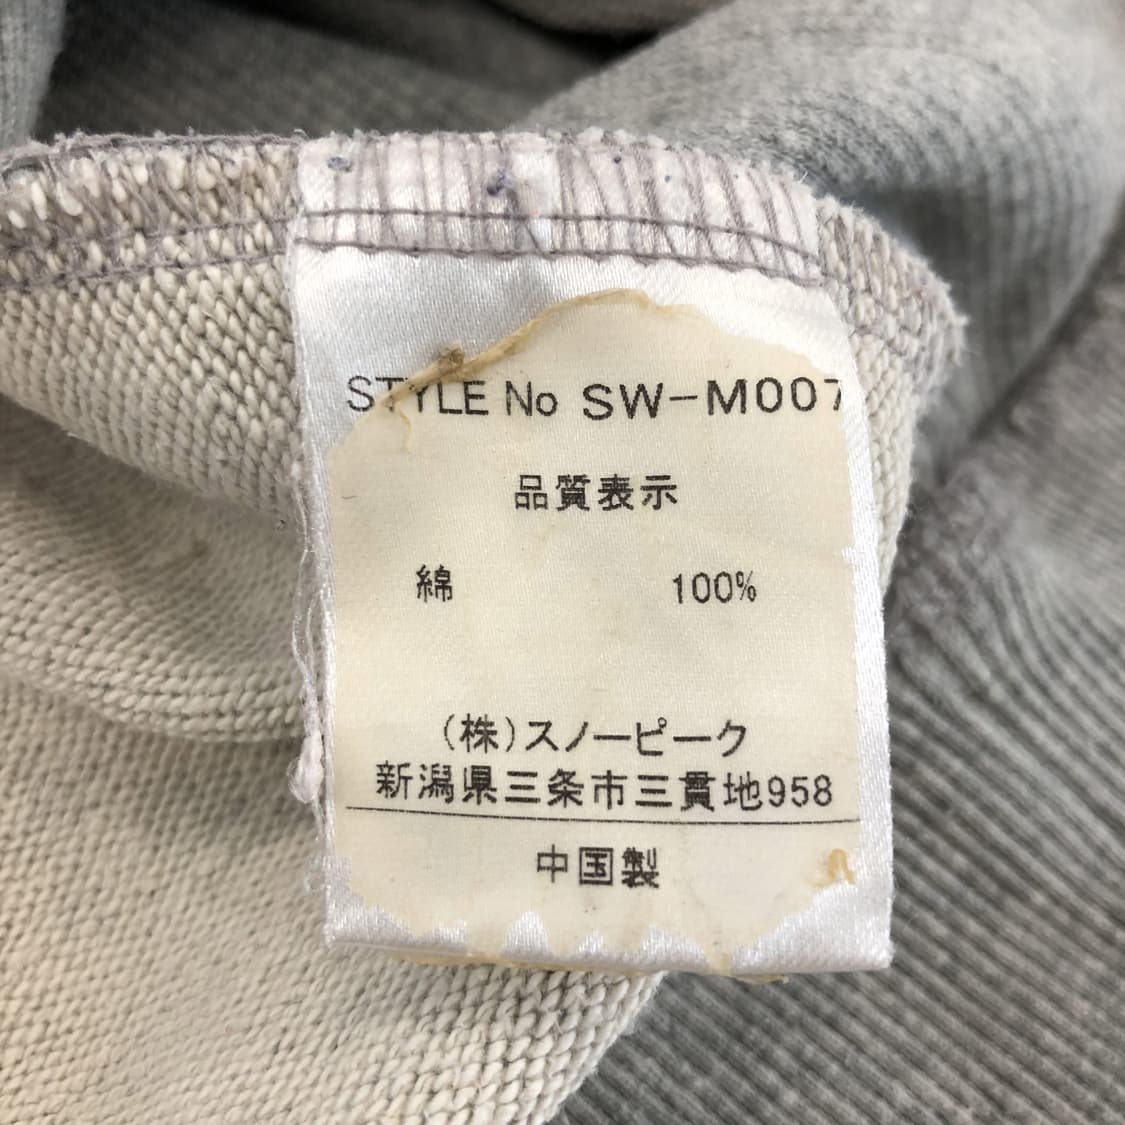 STYLE No SW-M007
品質表示
綿 100%
(株)スノーピーク
新潟県三条市三貫地958
中国製